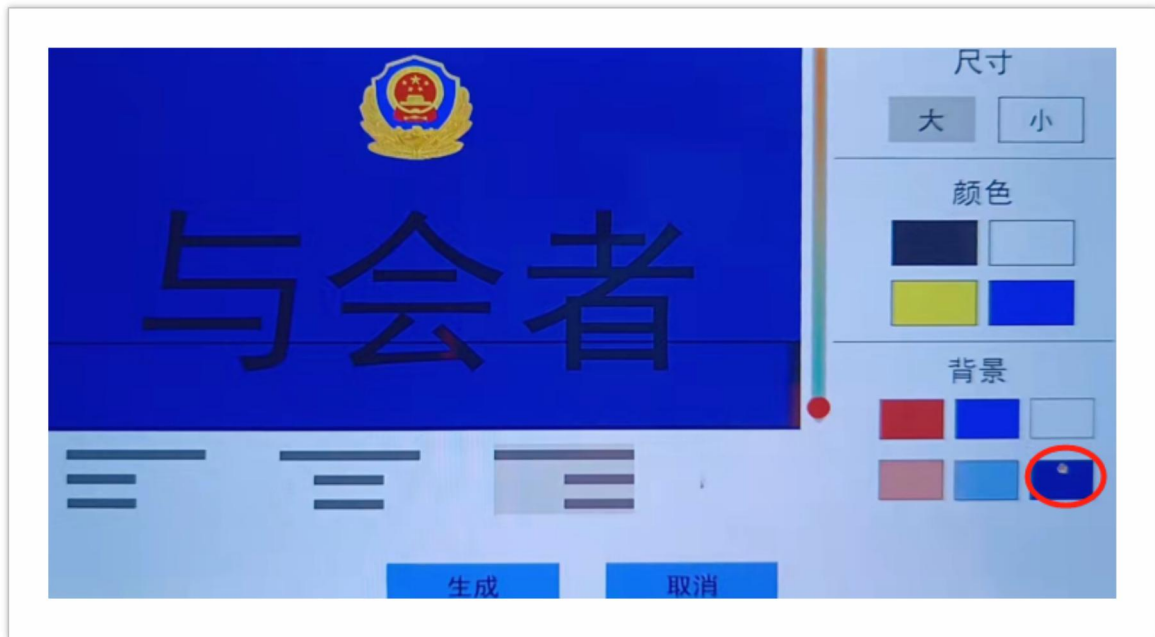 尺寸
大
小
颜色
与会者
背景
生成
取消